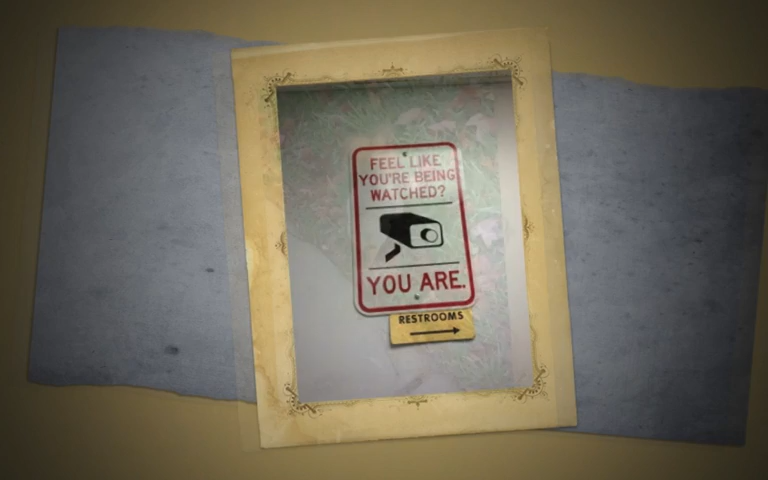 FEEL LIKE
YOU'RE BEING
WATCHED?
YOU ARE.
RESTROOMS